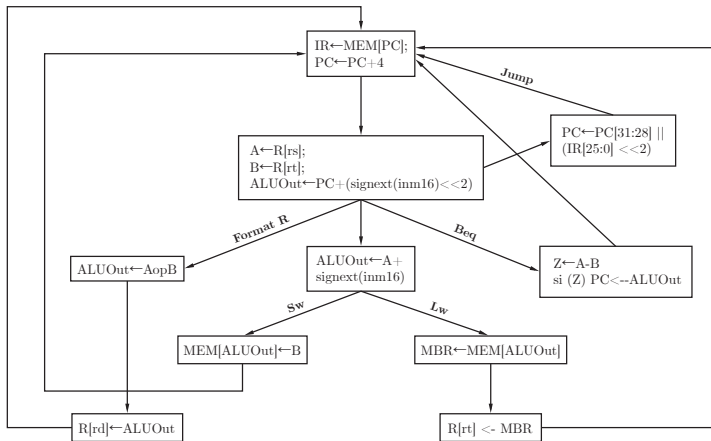 IR←MEM[PC];
PC←PC+4
Jump
PC←PC[31:28] ||
(IR[25:0] <<2)
A←R[rs];
B←R[rt];
ALUOut←PC+(signext(inm16)<<2)
Format R
Beq
ALUOut←AopB
ALUOut←A+
signext(inm16)
Z←A-B
si (Z) PC<--ALUOut
Sw
Lw
MEM[ALUOut]←B
MBR←MEM[ALUOut]
R[rd]←ALUOut
R[rt] <- MBR